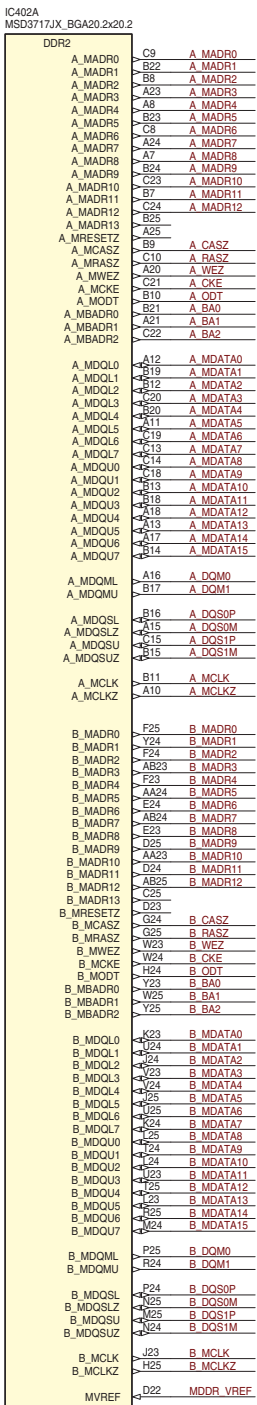 IC402A
MSD3717JX_BGA20.2x20.2
DDR2
A_MADR0 C9 A_MADR0
A_MADR1 B22 A_MADR1
A_MADR2 B8 A_MADR2
A_MADR3 A23 A_MADR3
A_MADR4 A8 A_MADR4
A_MADR5 B23 A_MADR5
A_MADR6 C8 A_MADR6
A_MADR7 A24 A_MADR7
A_MADR8 A7 A_MADR8
A_MADR9 B24 A_MADR9
A_MADR10 C23 A_MADR10
A_MADR11 B7 A_MADR11
A_MADR12 C24 A_MADR12
A_MADR13 B25
A_MRESETZ A25
A_MCASZ B9 A_CASZ
A_MRASZ C10 A_RASZ
A_MWEZ A20 A_WEZ
A_MCKE C21 A_CKE
A_MODT B10 A_ODT
A_MBADR0 B21 A_BA0
A_MBADR1 A21 A_BA1
A_MBADR2 C22 A_BA2
A_MDQL0 A12 A_MDATA0
A_MDQL1 B19 A_MDATA1
A_MDQL2 B12 A_MDATA2
A_MDQL3 C20 A_MDATA3
A_MDQL4 B20 A_MDATA4
A_MDQL5 A11 A_MDATA5
A_MDQL6 C19 A_MDATA6
A_MDQL7 C13 A_MDATA7
A_MDQU0 C14 A_MDATA8
A_MDQU1 C18 A_MDATA9
A_MDQU2 B13 A_MDATA10
A_MDQU3 B18 A_MDATA11
A_MDQU4 A18 A_MDATA12
A_MDQU5 A13 A_MDATA13
A_MDQU6 A17 A_MDATA14
A_MDQU7 B14 A_MDATA15
A_MDQML A16 A_DQM0
A_MDQMU B17 A_DQM1
A_MDQSL B16 A_DQS0P
A_MDQSLZ A15 A_DQS0M
A_MDQSU C15 A_DQS1P
A_MDQSUZ B15 A_DQS1M
A_MCLK B11 A_MCLK
A_MCLKZ A10 A_MCLKZ
B_MADR0 F25 B_MADR0
B_MADR1 Y24 B_MADR1
B_MADR2 F24 B_MADR2
B_MADR3 AB23 B_MADR3
B_MADR4 F23 B_MADR4
B_MADR5 AA24 B_MADR5
B_MADR6 E24 B_MADR6
B_MADR7 AB24 B_MADR7
B_MADR8 E23 B_MADR8
B_MADR9 D25 B_MADR9
B_MADR10 AA23 B_MADR10
B_MADR11 D24 B_MADR11
B_MADR12 AB25 B_MADR12
B_MADR13 C25
B_MRESETZ D23
B_MCASZ G24 B_CASZ
B_MRASZ G25 B_RASZ
B_MWEZ W23 B_WEZ
B_MCKE W24 B_CKE
B_MODT H24 B_ODT
B_MBADR0 Y23 B_BA0
B_MBADR1 W25 B_BA1
B_MBADR2 Y25 B_BA2
B_MDQL0 K23 B_MDATA0
B_MDQL1 U24 B_MDATA1
B_MDQL2 J24 B_MDATA2
B_MDQL3 V23 B_MDATA3
B_MDQL4 V24 B_MDATA4
B_MDQL5 J25 B_MDATA5
B_MDQL6 U25 B_MDATA6
B_MDQL7 K24 B_MDATA7
B_MDQU0 L25 B_MDATA8
B_MDQU1 T24 B_MDATA9
B_MDQU2 L24 B_MDATA10
B_MDQU3 U23 B_MDATA11
B_MDQU4 T25 B_MDATA12
B_MDQU5 L23 B_MDATA13
B_MDQU6 R25 B_MDATA14
B_MDQU7 M24 B_MDATA15
B_MDQML P25 B_DQM0
B_MDQMU R24 B_DQM1
B_MDQSL P24 B_DQS0P
B_MDQSLZ N25 B_DQS0M
B_MDQSU M25 B_DQS1P
B_MDQSUZ N24 B_DQS1M
B_MCLK J23 B_MCLK
B_MCLKZ H25 B_MCLKZ
MVREF D22 MDDR_VREF